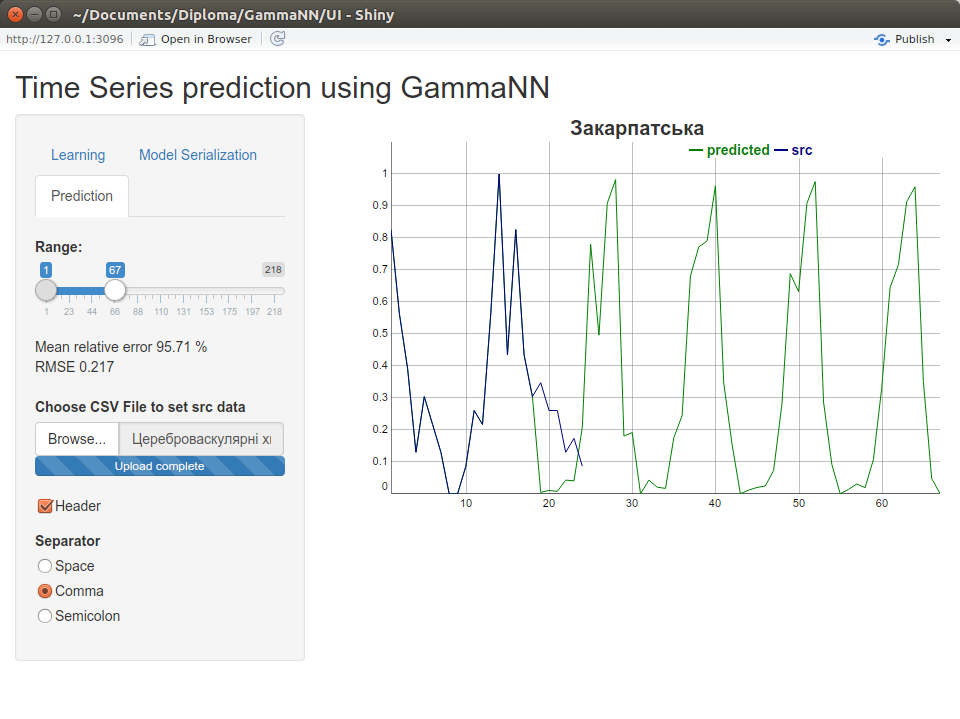 ~/Documents/Diploma/GammaNN/UI - Shiny
http://127.0.0.1:3096 Open in Browser Publish
Time Series prediction using GammaNN
Learning Model Serialization
Prediction
Range:
1 67 218
1 23 44 66 88 110 131 153 175 197 218
Mean relative error 95.71 %
RMSE 0.217
Choose CSV File to set src data
Browse... Цереброваскулярні хі
Upload complete
Header
Separator
Space
Comma
Semicolon
Закарпатська
predicted src
1
0.9
0.8
0.7
0.6
0.5
0.4
0.3
0.2
0.1
0
10 20 30 40 50 60